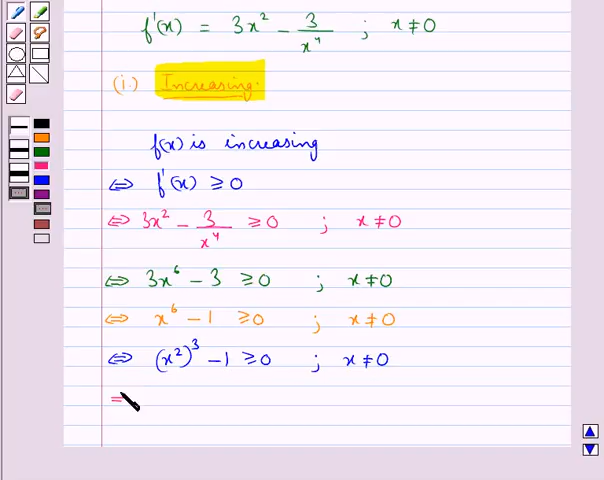 f'(x) = 3x² - 3/x⁴ ; x ≠ 0
(i.) Increasing.
f(x) is increasing
⇔ f'(x) ≥ 0
⇔ 3x² - 3/x⁴ ≥ 0 ; x ≠ 0
⇔ 3x⁶ - 3 ≥ 0 ; x ≠ 0
⇔ x⁶ - 1 ≥ 0 ; x ≠ 0
⇔ (x²)³ - 1 ≥ 0 ; x ≠ 0
=